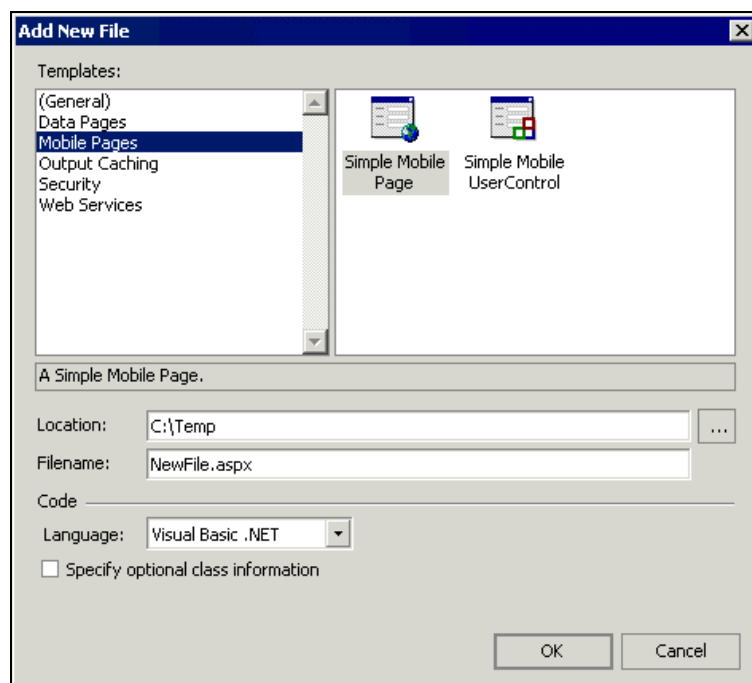 Add New File
Templates:
(General)
Data Pages
Mobile Pages
Output Caching
Security
Web Services
Simple Mobile
Page
Simple Mobile
UserControl
A Simple Mobile Page.
Location: C:\Temp ...
Filename: NewFile.aspx
Code
Language: Visual Basic .NET
Specify optional class information
OK Cancel